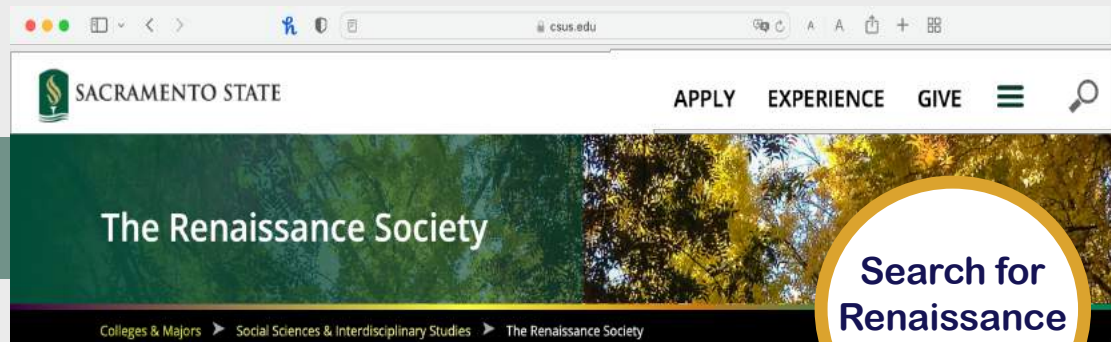 csus.edu
A A
SACRAMENTO STATE
APPLY EXPERIENCE GIVE
The Renaissance Society
Search for
Renaissance
Colleges & Majors ➤ Social Sciences & Interdisciplinary Studies ➤ The Renaissance Society